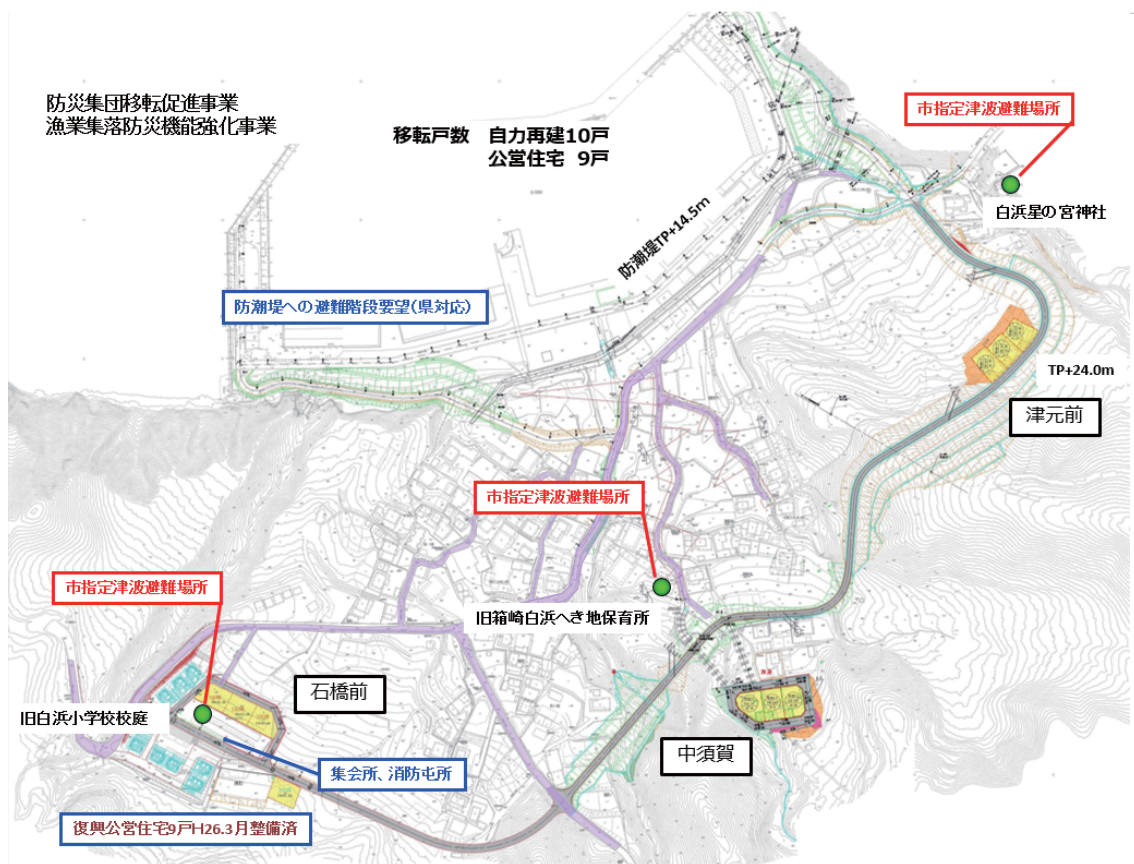 防災集団移転促進事業
漁業集落防災機能強化事業
移転戸数 自力再建10戸
公営住宅 9戸
市指定津波避難場所
白浜星の宮神社
防潮堤TP+14.5m
防潮堤への避難階段要望(県対応)
TP+24.0m
津元前
市指定津波避難場所
旧箱崎白浜へき地保育所
市指定津波避難場所
石橋前
旧白浜小学校校庭
中須賀
集会所、消防屯所
復興公営住宅9戸H26.3月整備済